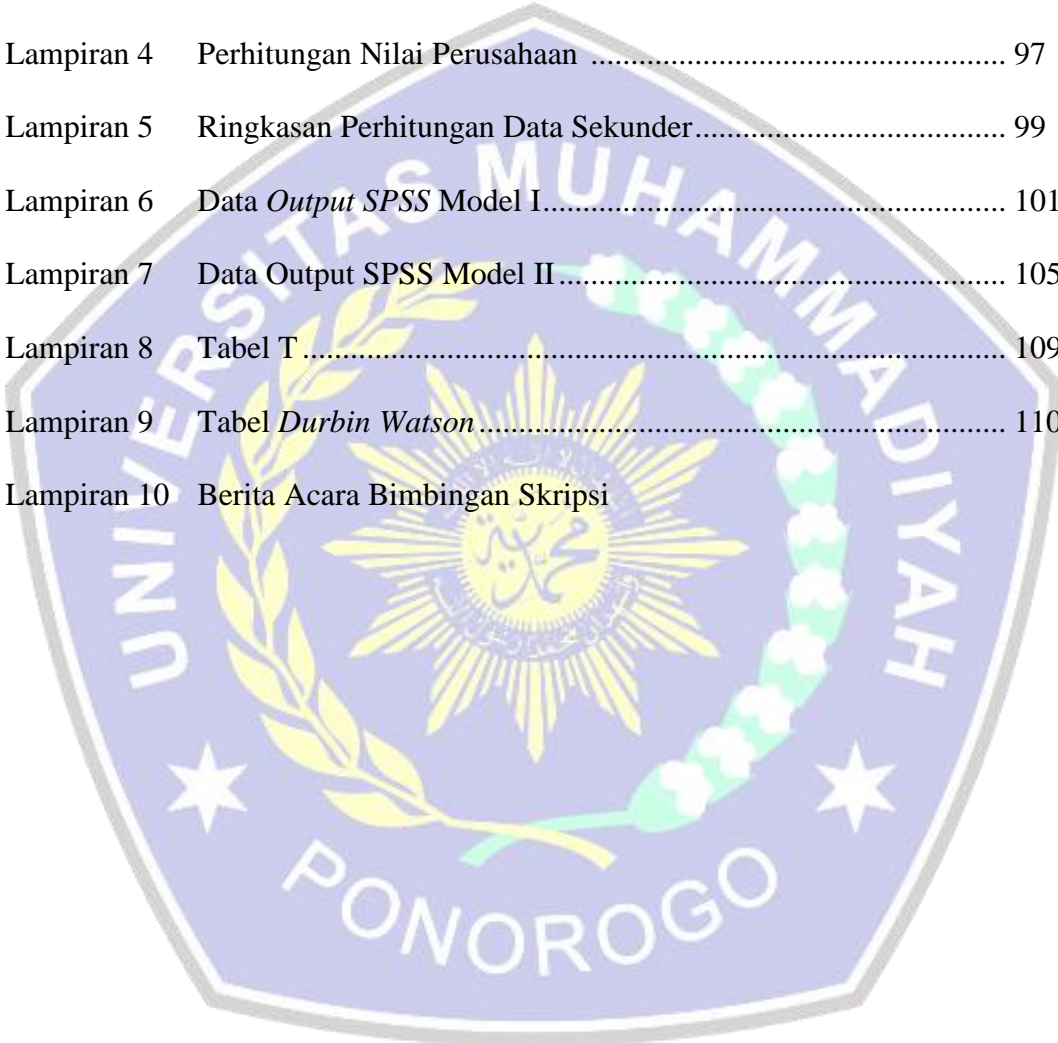 Lampiran 4 Perhitungan Nilai Perusahaan ................................................... 97
Lampiran 5 Ringkasan Perhitungan Data Sekunder...................................... 99
Lampiran 6 Data Output SPSS Model I......................................................... 101
Lampiran 7 Data Output SPSS Model II....................................................... 105
Lampiran 8 Tabel T....................................................................................... 109
Lampiran 9 Tabel Durbin Watson................................................................. 110
Lampiran 10 Berita Acara Bimbingan Skripsi
UNIVERSITAS MUHAMMADIYAH
PONOROGO
محمد